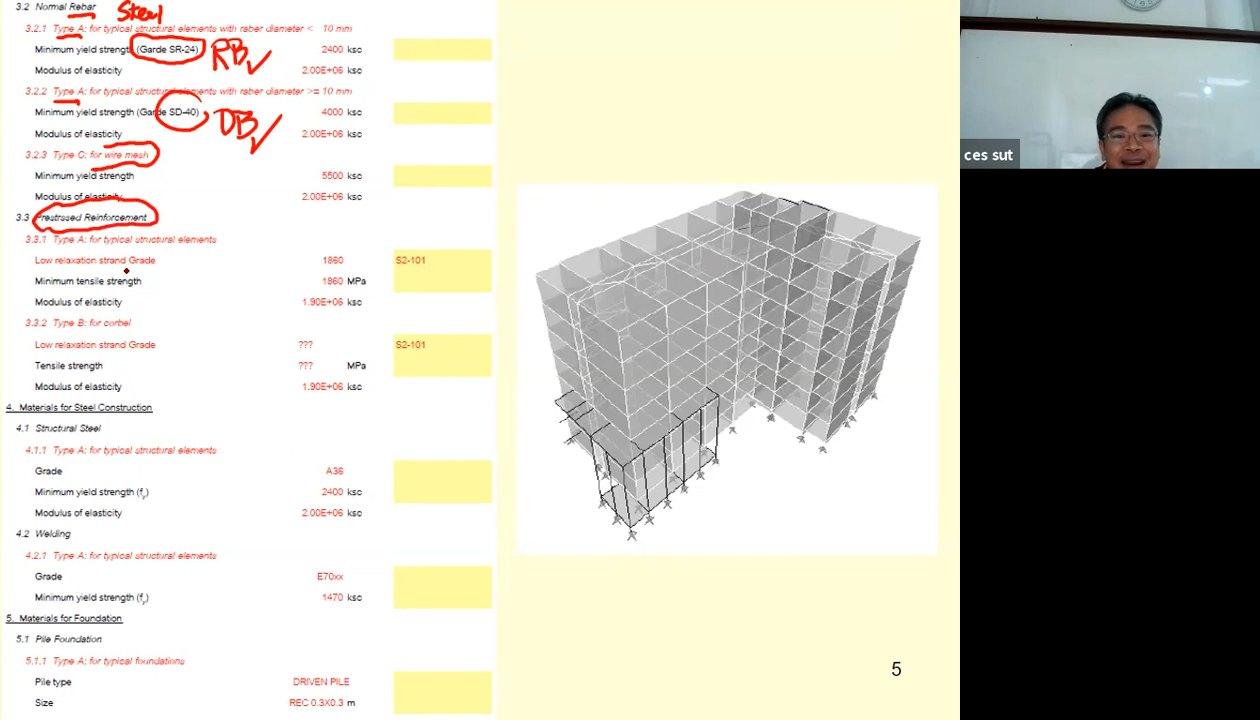 3.2 Normal Rebar Steel
3.2.1 Type A: for typical structural elements with raber diameter < 10 mm
Minimum yield strength (Garde SR-24) RB ✓ 2400 ksc
Modulus of elasticity 2.00E+06 ksc
3.2.2 Type A: for typical structural elements with raber diameter >= 10 mm
Minimum yield strength (Garde SD-40) DB ✓ 4000 ksc
Modulus of elasticity 2.00E+06 ksc
3.2.3 Type C: for wire mesh
Minimum yield strength 5500 ksc
Modulus of elasticity 2.00E+06 ksc
3.3 Prestrused Reinforcement
3.3.1 Type A: for typical structural elements
Low relaxation strand Grade 1860 S2-101
Minimum tensile strength 1860 MPa
Modulus of elasticity 1.90E+06 ksc
3.3.2 Type B: for corbel
Low relaxation strand Grade ??? S2-101
Tensile strength ??? MPa
Modulus of elasticity 1.90E+06 ksc
4. Materials for Steel Construction
4.1 Structural Steel
4.1.1 Type A: for typical structural elements
Grade A36
Minimum yield strength (fy) 2400 ksc
Modulus of elasticity 2.00E+06 ksc
4.2 Welding
4.2.1 Type A: for typical structural elements
Grade E70xx
Minimum yield strength (fy) 1470 ksc
5. Materials for Foundation
5.1 Pile Foundation
5.1.1 Type A: for typical foundations
Pile type DRIVEN PILE
Size REC 0.3X0.3 m
5
ces sut